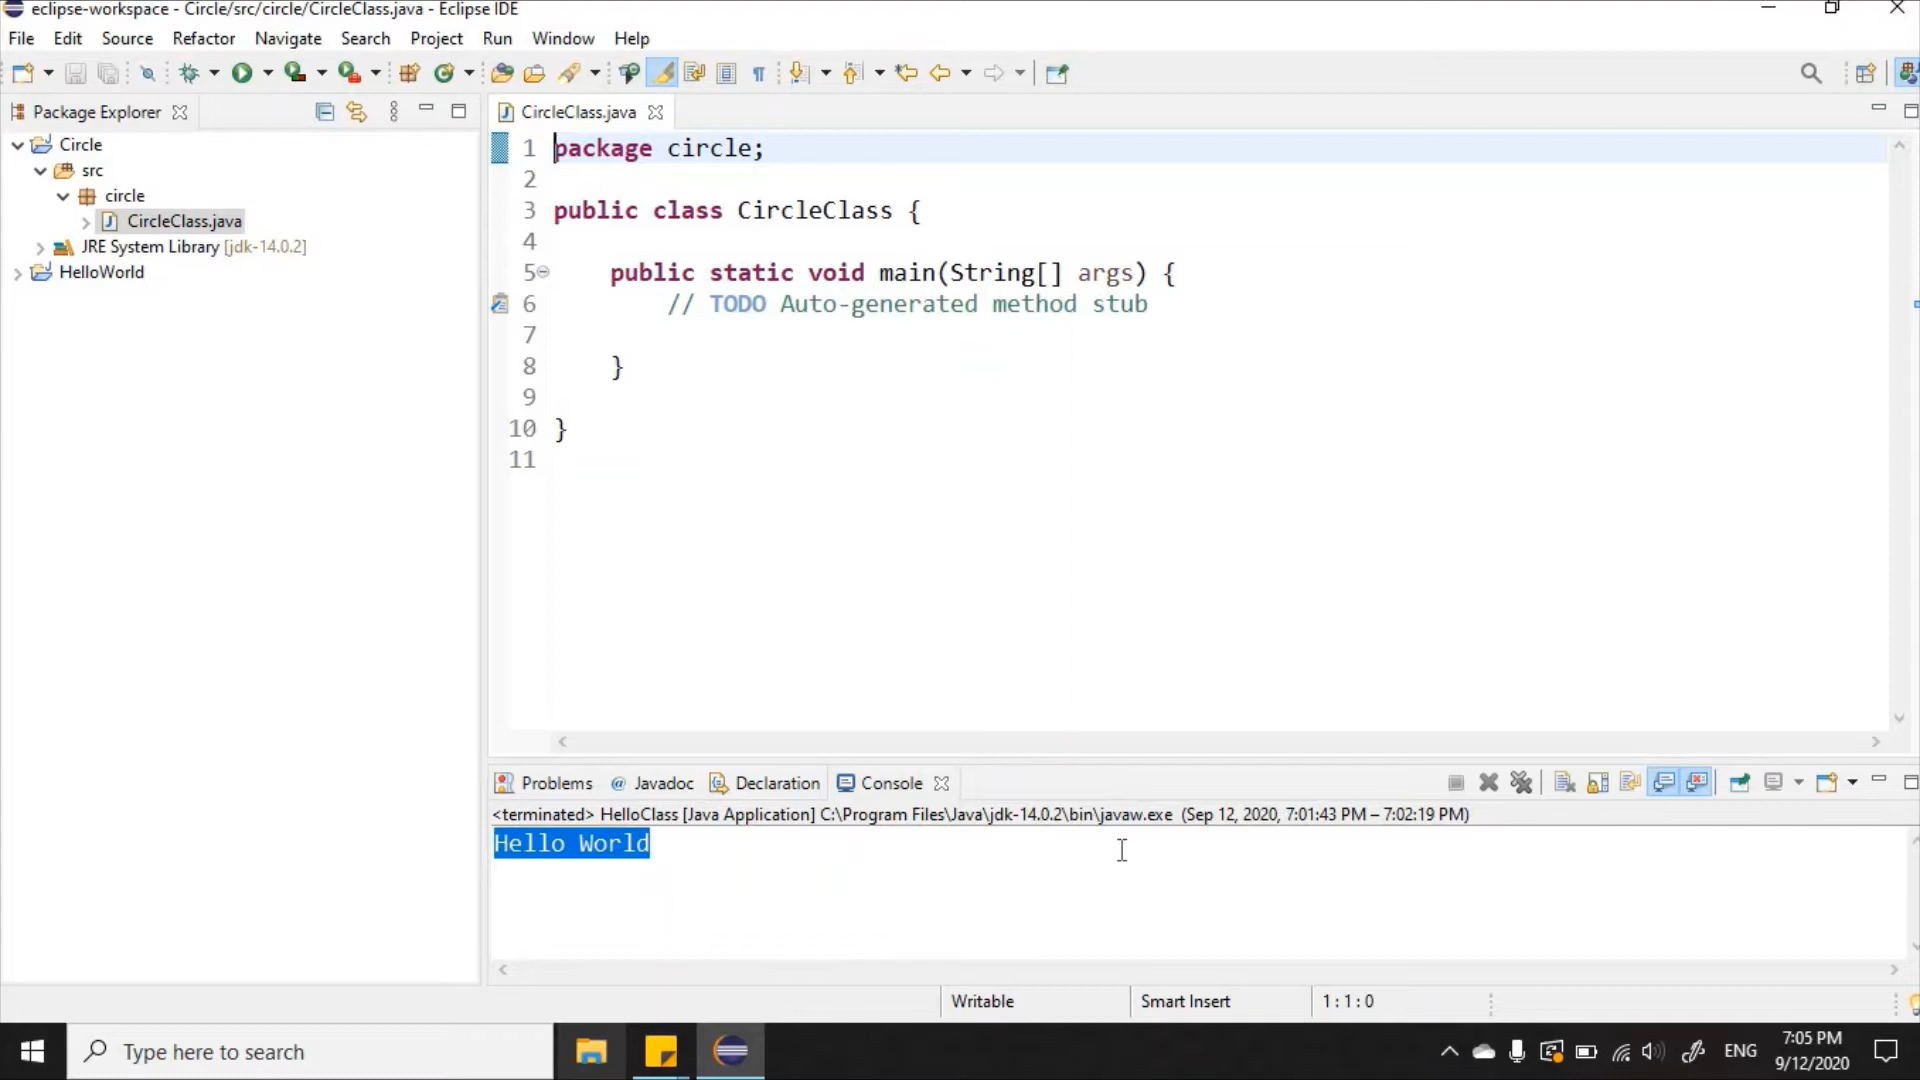 eclipse-workspace - Circle/src/circle/CircleClass.java - Eclipse IDE
File Edit Source Refactor Navigate Search Project Run Window Help
Package Explorer
Circle
src
circle
CircleClass.java
JRE System Library [jdk-14.0.2]
HelloWorld
CircleClass.java
1 package circle;
2
3 public class CircleClass {
4
5 public static void main(String[] args) {
6 // TODO Auto-generated method stub
7
8 }
9
10 }
11
Problems @ Javadoc Declaration Console
<terminated> HelloClass [Java Application] C:\Program Files\Java\jdk-14.0.2\bin\javaw.exe (Sep 12, 2020, 7:01:43 PM – 7:02:19 PM)
Hello World
Writable Smart Insert 1 : 1 : 0
Type here to search
ENG
7:05 PM
9/12/2020